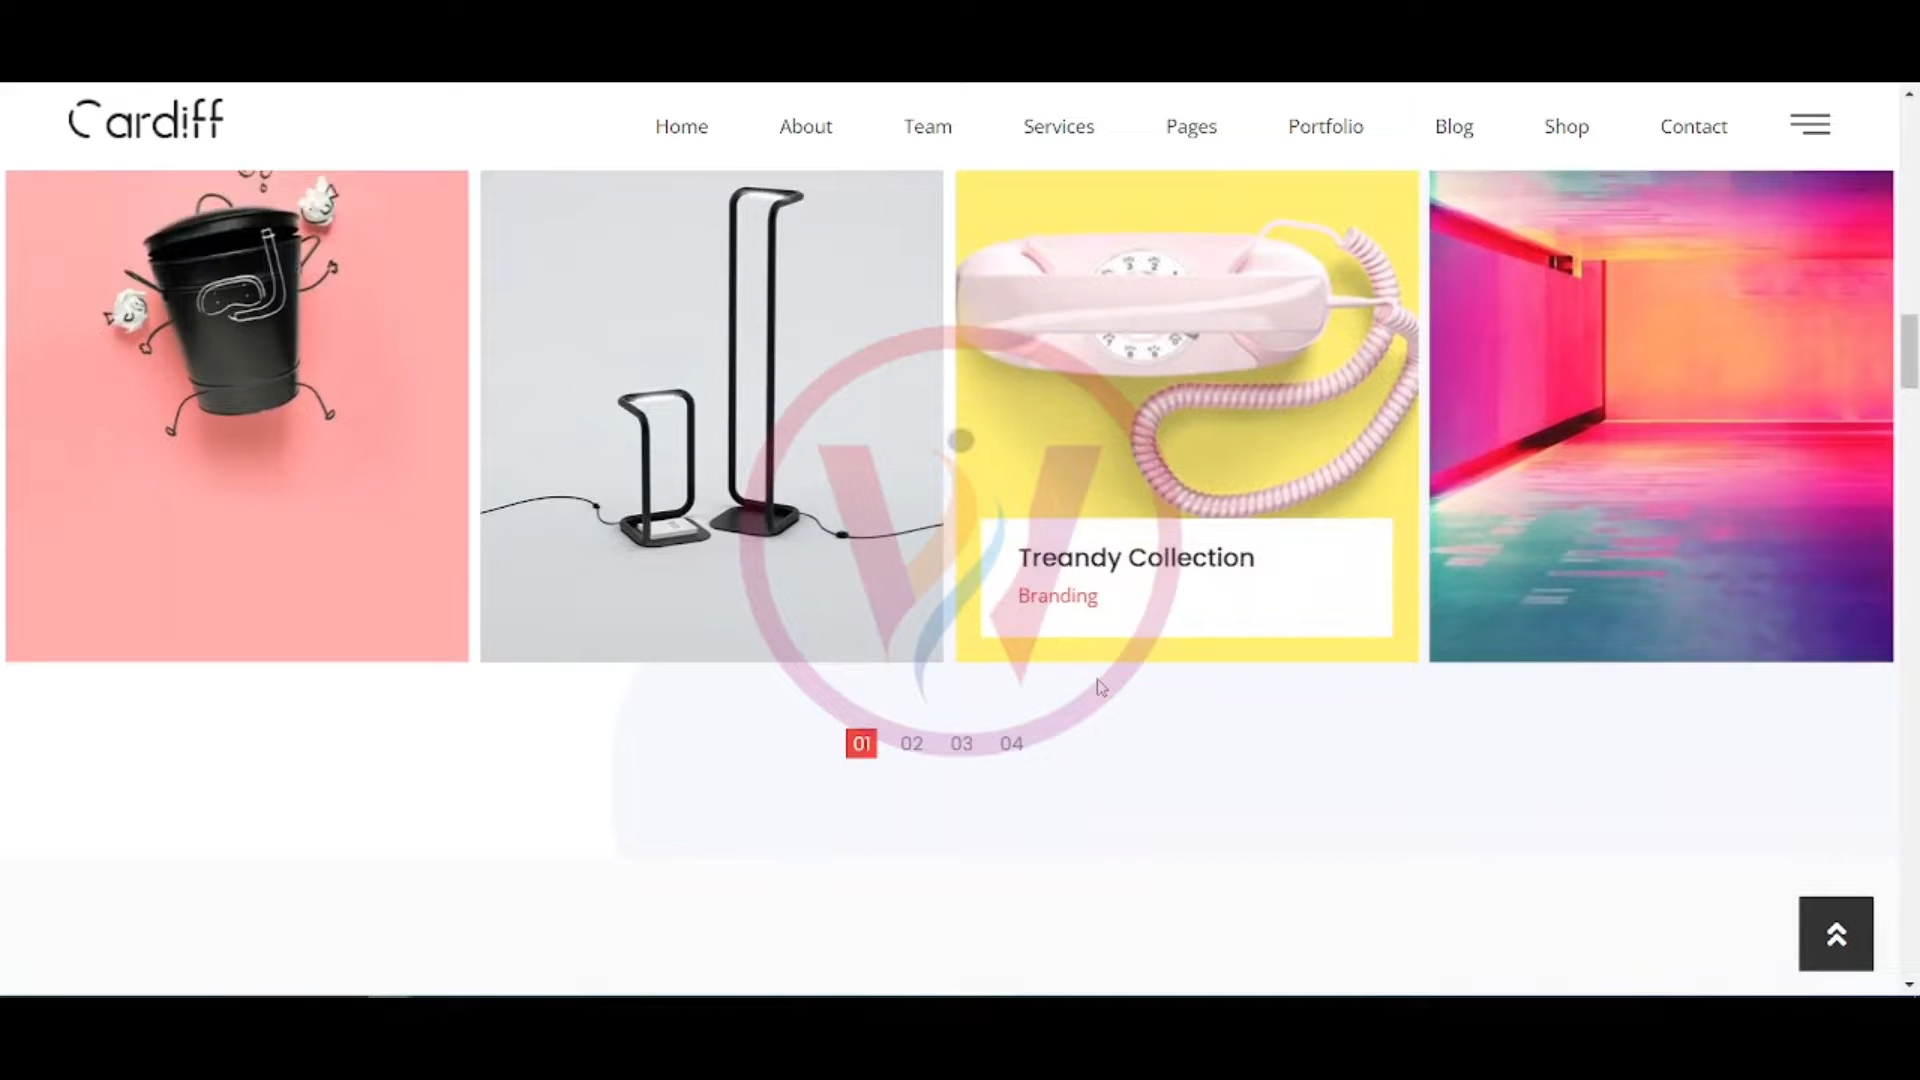 Cardiff
Home About Team Services Pages Portfolio Blog Shop Contact
Treandy Collection
Branding
01 02 03 04